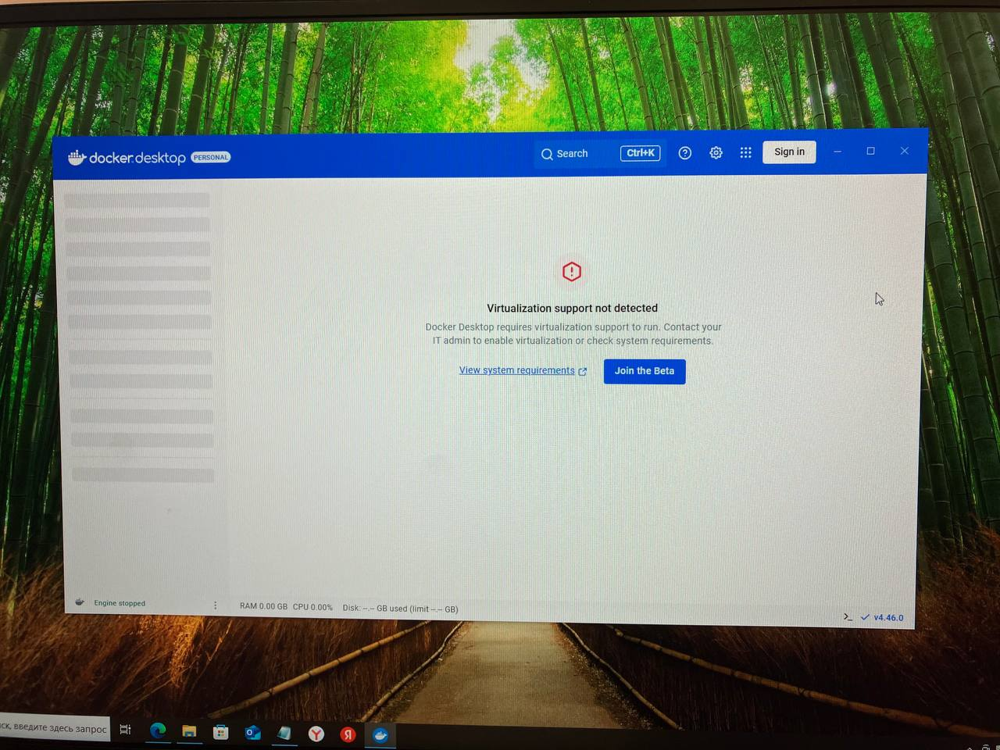 docker.desktop PERSONAL
Search Ctrl+K
Sign in
Virtualization support not detected
Docker Desktop requires virtualization support to run. Contact your
IT admin to enable virtualization or check system requirements.
View system requirements
Join the Beta
Engine stopped
RAM 0.00 GB CPU 0.00% Disk: --.-- GB used (limit --.-- GB)
v4.46.0
введите здесь запрос